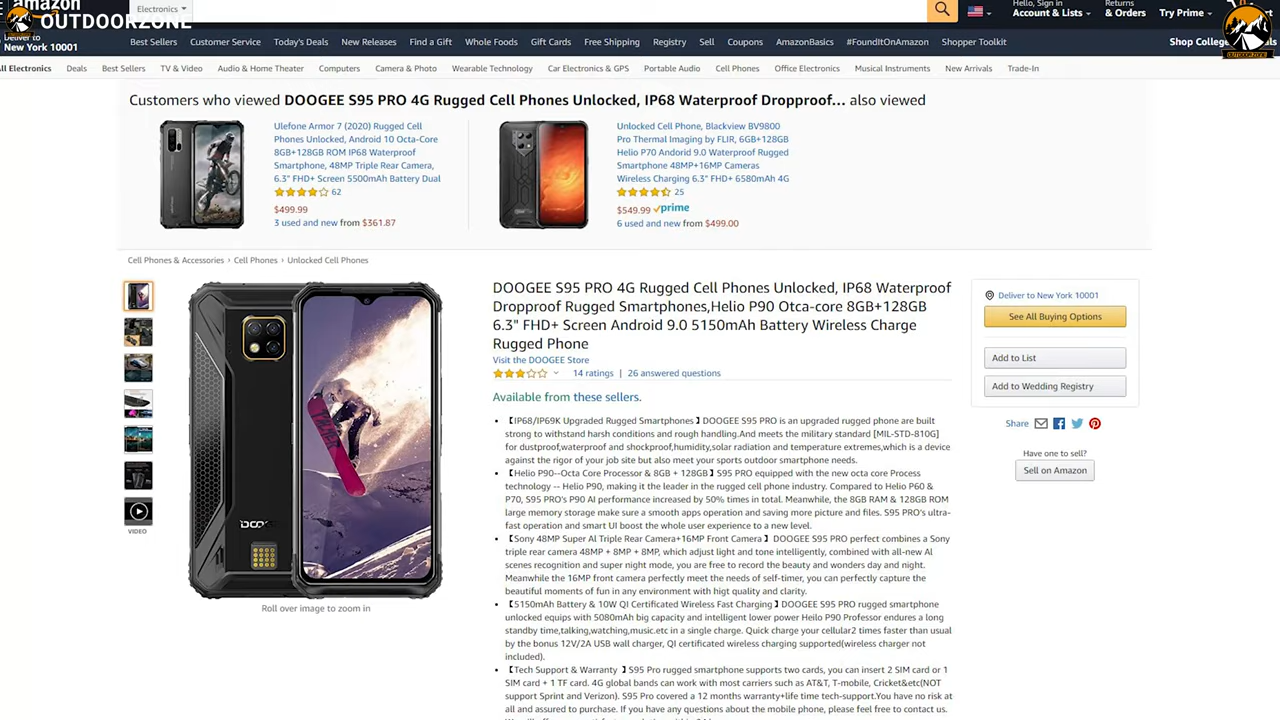 amazon
Electronics
OUTDOORZONE
Hello, Sign in
Account & Lists
Returns
& Orders
Try Prime
Deliver to
New York 10001
Best Sellers Customer Service Today's Deals New Releases Find a Gift Whole Foods Gift Cards Free Shipping Registry Sell Coupons AmazonBasics #FoundItOnAmazon Shopper Toolkit
Shop
All Electronics Deals Best Sellers TV & Video Audio & Home Theater Computers Camera & Photo Wearable Technology Car Electronics & GPS Portable Audio Cell Phones Office Electronics Musical Instruments New Arrivals Trade-In
Customers who viewed DOOGEE S95 PRO 4G Rugged Cell Phones Unlocked, IP68 Waterproof Dropproof... also viewed
Ulefone Armor 7 (2020) Rugged Cell
Phones Unlocked, Android 10 Octa-Core
8GB+128GB ROM IP68 Waterproof
Smartphone, 48MP Triple Rear Camera,
6.3" FHD+ Screen 5500mAh Battery Dual
62
$499.99
3 used and new from $361.87
Unlocked Cell Phone, Blackview BV9800
Pro Thermal Imaging by FLIR, 6GB+128GB
Helio P70 Andorid 9.0 Waterproof Rugged
Smartphone 48MP+16MP Cameras
Wireless Charging 6.3" FHD+ 6580mAh 4G
25
$549.99 prime
6 used and new from $499.00
Cell Phones & Accessories › Cell Phones › Unlocked Cell Phones
VIDEO
DOOGEE
Roll over image to zoom in
DOOGEE S95 PRO 4G Rugged Cell Phones Unlocked, IP68 Waterproof
Dropproof Rugged Smartphones,Helio P90 Otca-core 8GB+128GB
6.3" FHD+ Screen Android 9.0 5150mAh Battery Wireless Charge
Rugged Phone
Visit the DOOGEE Store
14 ratings | 26 answered questions
Available from these sellers.
• 【IP68/IP69K Upgraded Rugged Smartphones】DOOGEE S95 PRO is an upgraded rugged phone are built
strong to withstand harsh conditions and rough handling.And meets the military standard [MIL-STD-810G]
for dustproof,waterproof and shockproof,humidity,solar radiation and temperature extremes,which is a device
against the rigor of your job site but also meet your sports outdoor smartphone needs.
• 【Helio P90--Octa Core Processor & 8GB + 128GB】S95 PRO equipped with the new octa core Process
technology -- Helio P90, making it the leader in the rugged cell phone industry. Compared to Helio P60 &
P70, S95 PRO's P90 AI performance increased by 50% times in total. Meanwhile, the 8GB RAM & 128GB ROM
large memory storage make sure a smooth apps operation and saving more picture and files. S95 PRO's ultra-
fast operation and smart UI boost the whole user experience to a new level.
• 【Sony 48MP Super Al Triple Rear Camera+16MP Front Camera】DOOGEE S95 PRO perfect combines a Sony
triple rear camera 48MP + 8MP + 8MP, which adjust light and tone intelligently, combined with all-new AI
scenes recognition and super night mode, you are free to record the beauty and wonders day and night.
Meanwhile the 16MP front camera perfectly meet the needs of self-timer, you can perfectly capture the
beautiful moments of fun in any environment with higt quality and clarity.
• 【5150mAh Battery & 10W QI Certificated Wireless Fast Charging】DOOGEE S95 PRO rugged smartphone
unlocked equips with 5080mAh big capacity and intelligent lower power Heilo P90 Professor endures a long
standby time,talking,watching,music.etc in a single charge. Quick charge your cellular2 times faster than usual
by the bonus 12V/2A USB wall charger, QI certificated wireless charging supported(wireless charger not
included).
• 【Tech Support & Warranty】S95 Pro rugged smartphone supports two cards, you can insert 2 SIM card or 1
SIM card + 1 TF card. 4G global bands can work with most carriers such as AT&T, T-mobile, Cricket&etc(NOT
support Sprint and Verizon). S95 Pro covered a 12 months warranty+life time tech-support.You have no risk at
all and assured to purchase. If you have any questions about the mobile phone, please feel free to contact us.
Deliver to New York 10001
See All Buying Options
Add to List
Add to Wedding Registry
Share
Have one to sell?
Sell on Amazon